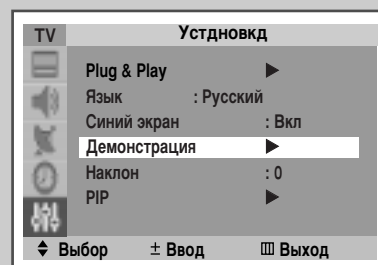 TV Устдновкд
Plug & Play ▶
Язык : Русский
Синий экран : Вкл
Демонстрация ▶
Наклон : 0
PIP ▶
Выбор ± Ввод Выход